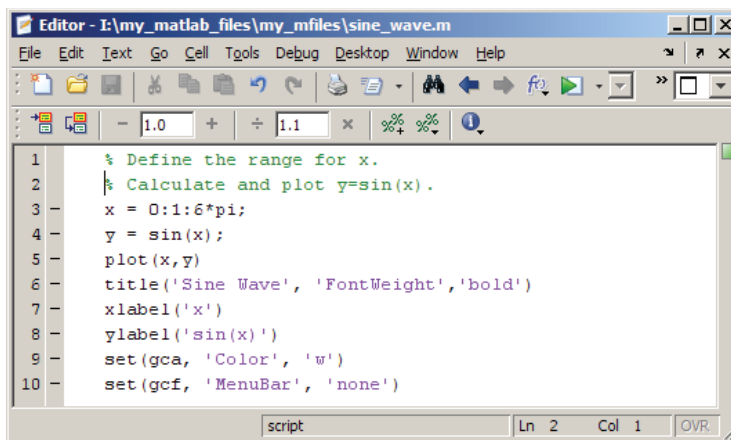 Editor - I:\my_matlab_files\my_mfiles\sine_wave.m
File Edit Text Go Cell Tools Debug Desktop Window Help
- 1.0 + ÷ 1.1 ×
1 % Define the range for x.
2 % Calculate and plot y=sin(x).
3 - x = 0:1:6*pi;
4 - y = sin(x);
5 - plot(x,y)
6 - title('Sine Wave', 'FontWeight','bold')
7 - xlabel('x')
8 - ylabel('sin(x)')
9 - set(gca, 'Color', 'w')
10 - set(gcf, 'MenuBar', 'none')
script Ln 2 Col 1 OVR